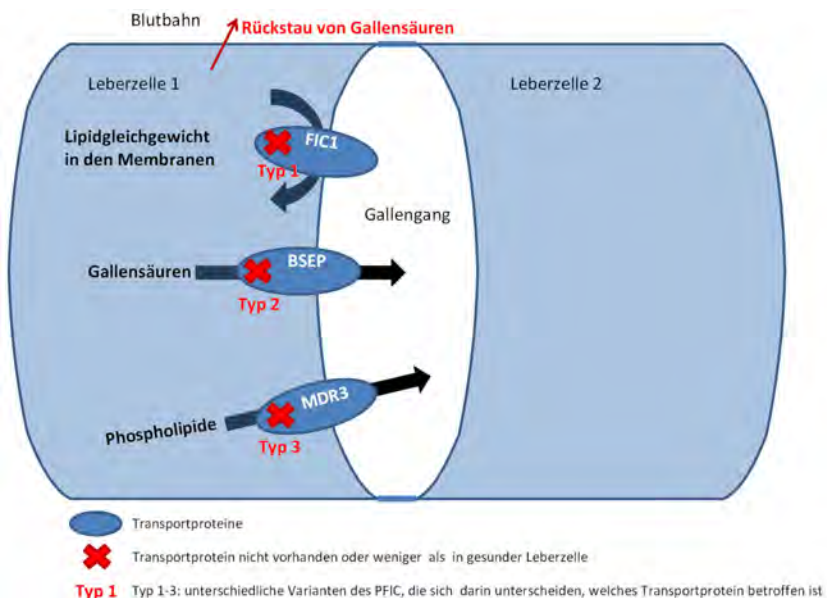 Blutbahn
Rückstau von Gallensäuren
Leberzelle 1
Leberzelle 2
Lipidgleichgewicht
in den Membranen
FIC1
Typ 1
Gallengang
Gallensäuren
BSEP
Typ 2
Phospholipide
MDR3
Typ 3
Transportproteine
Transportprotein nicht vorhanden oder weniger als in gesunder Leberzelle
Typ 1 Typ 1-3: unterschiedliche Varianten des PFIC, die sich darin unterscheiden, welches Transportprotein betroffen ist